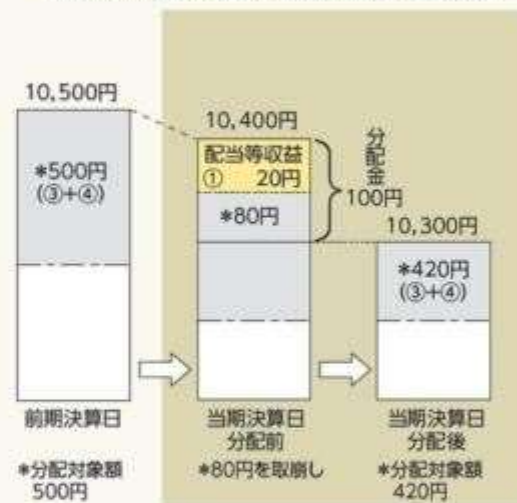 10,500円
*500円
(③+④)
前期決算日
*分配対象額
500円
10,400円
配当等収益
① 20円
*80円
分配金
100円
当期決算日
分配前
*80円を取崩し
10,300円
*420円
(③+④)
当期決算日
分配後
*分配対象額
420円